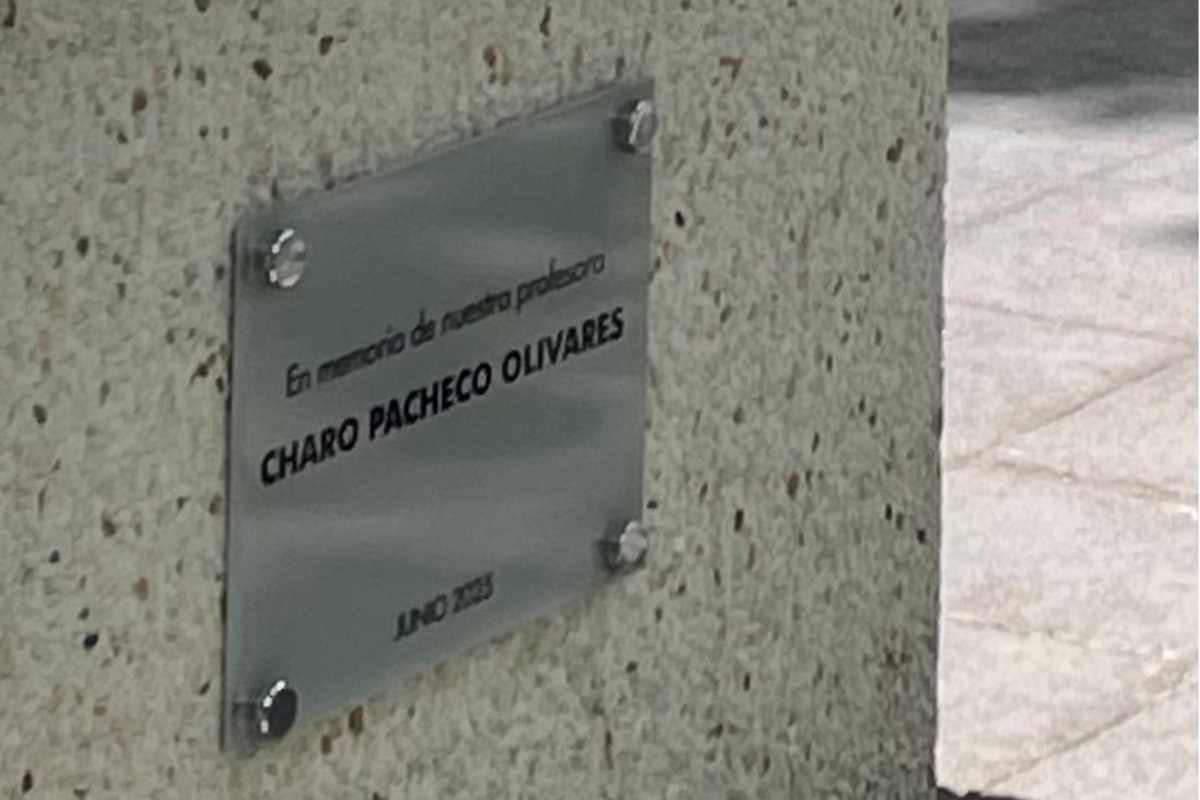 En memoria de nuestra profesora
CHARO PACHECO OLIVARES
JUNIO 2023